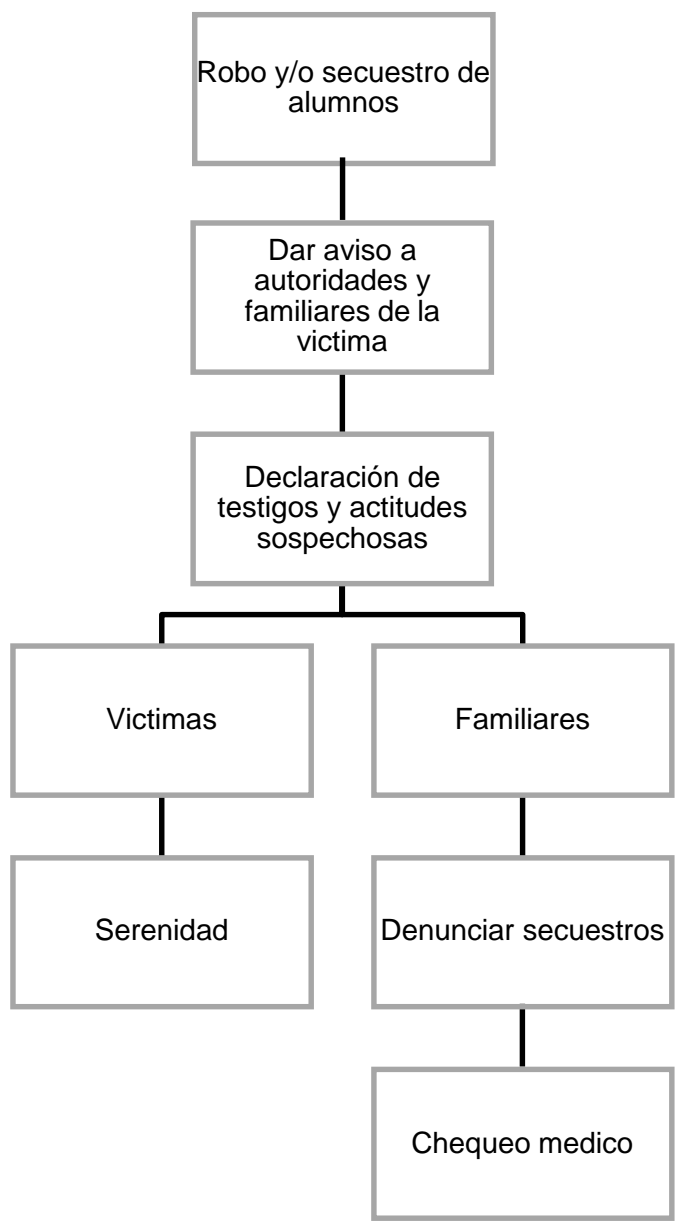 Robo y/o secuestro de
alumnos
Dar aviso a
autoridades y
familiares de la
victima
Declaración de
testigos y actitudes
sospechosas
Victimas
Familiares
Serenidad
Denunciar secuestros
Chequeo medico